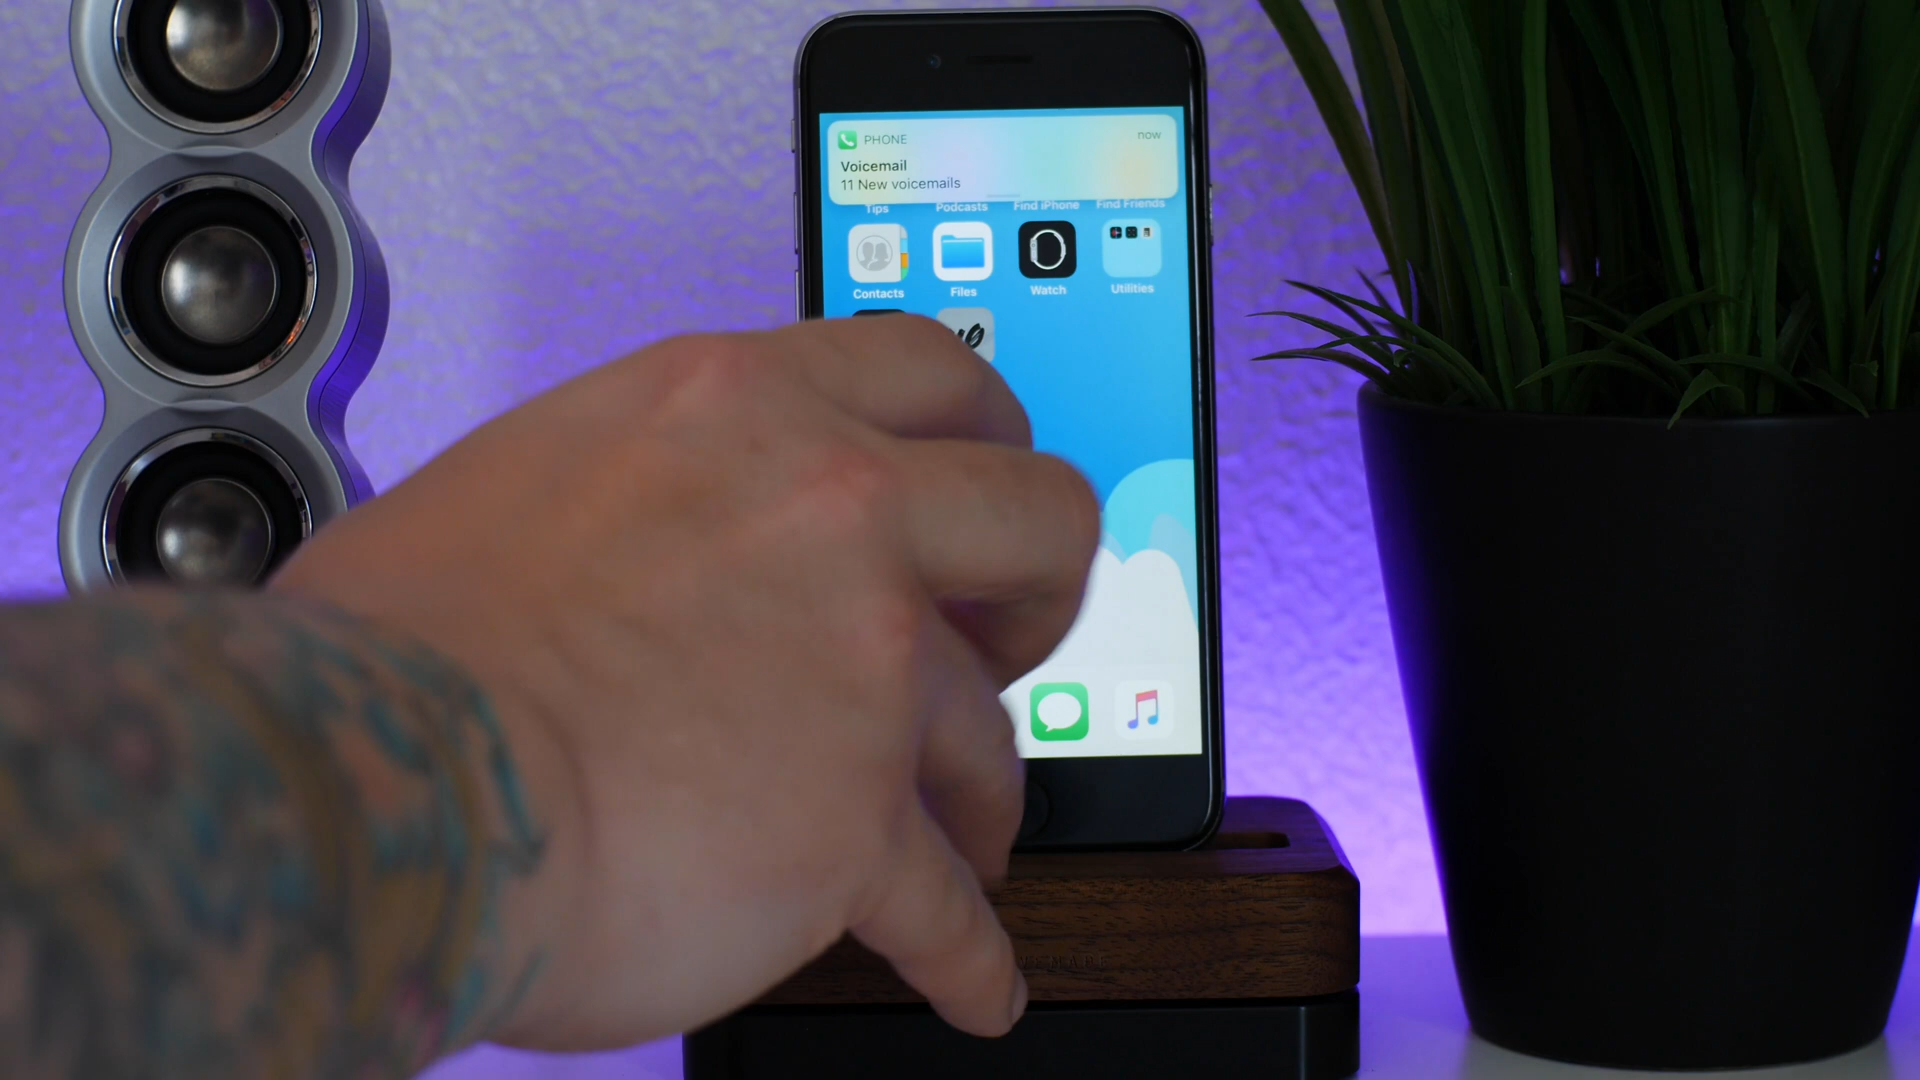 PHONE now
Voicemail
11 New voicemails
Tips Podcasts Find iPhone Find Friends
Contacts Files Watch Utilities